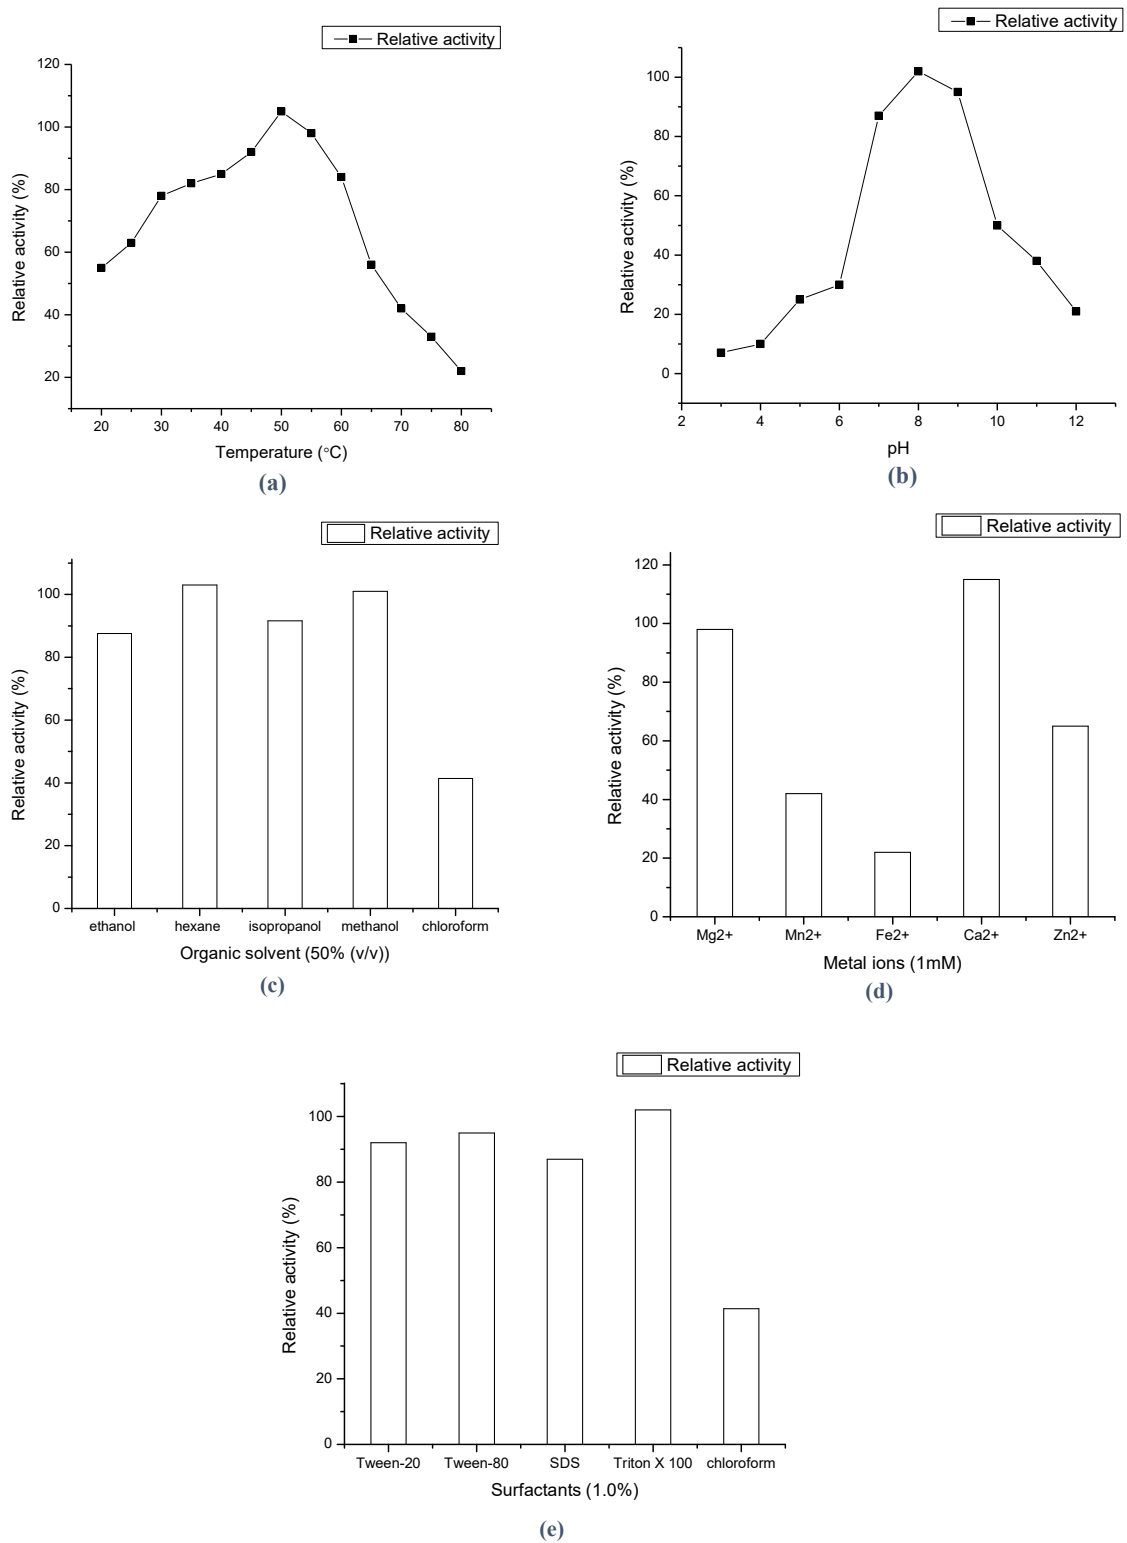 Relative activity
120
100
80
60
40
20
20 30 40 50 60 70 80
Relative activity (%)
Temperature (°C)
(a)
Relative activity
100
80
60
40
20
0
2 4 6 8 10 12
Relative activity (%)
pH
(b)
Relative activity
100
80
60
40
20
0
ethanol hexane isopropanol methanol chloroform
Relative activity (%)
Organic solvent (50% (v/v))
(c)
Relative activity
120
100
80
60
40
20
0
Mg2+ Mn2+ Fe2+ Ca2+ Zn2+
Relative activity (%)
Metal ions (1mM)
(d)
Relative activity
100
80
60
40
20
0
Tween-20 Tween-80 SDS Triton X 100 chloroform
Relative activity (%)
Surfactants (1.0%)
(e)